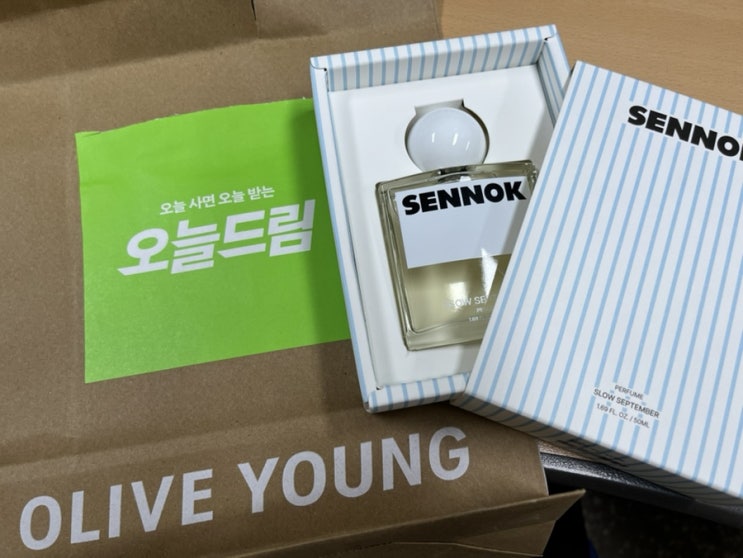 오늘 사면 오늘 받는
오늘드림
OLIVE YOUNG
SENNOK
SENNO
PERFUME
SLOW SEPTEMBER
1.69 FL. OZ. / 50ML